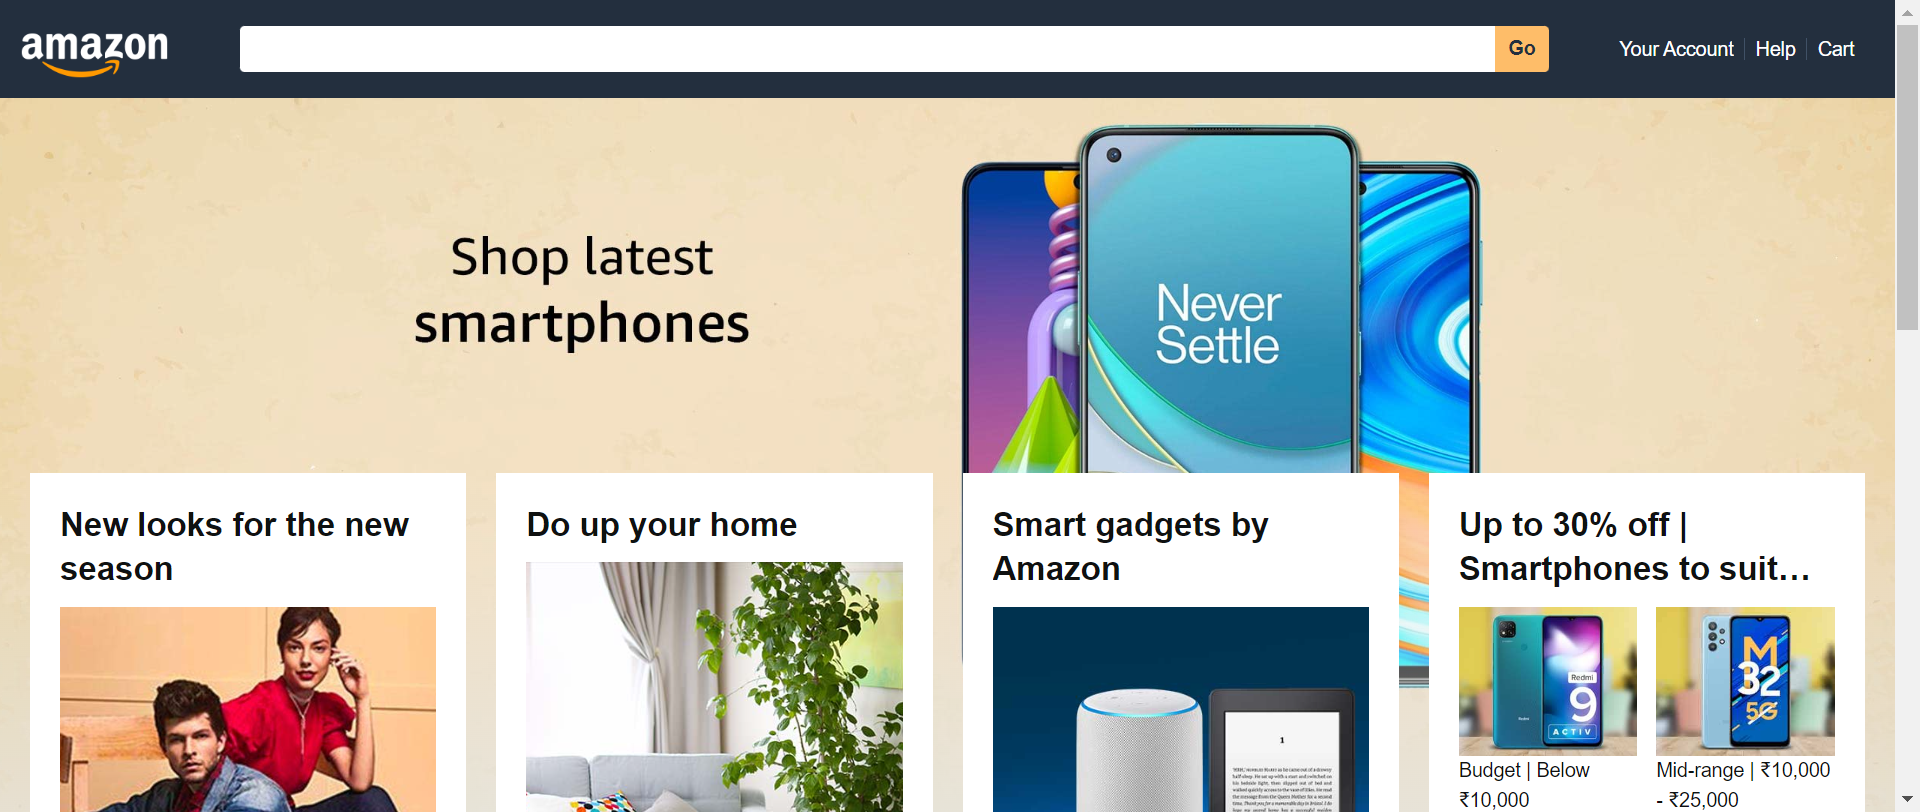 amazon
Go
Your Account
Help
Cart
Shop latest
smartphones
Never
Settle
New looks for the new
season
Do up your home
Smart gadgets by
Amazon
1
Up to 30% off |
Smartphones to suit...
Redmi
9
ACTIV
Redmi
M
32
5G
Budget | Below
₹10,000
Mid-range | ₹10,000
- ₹25,000